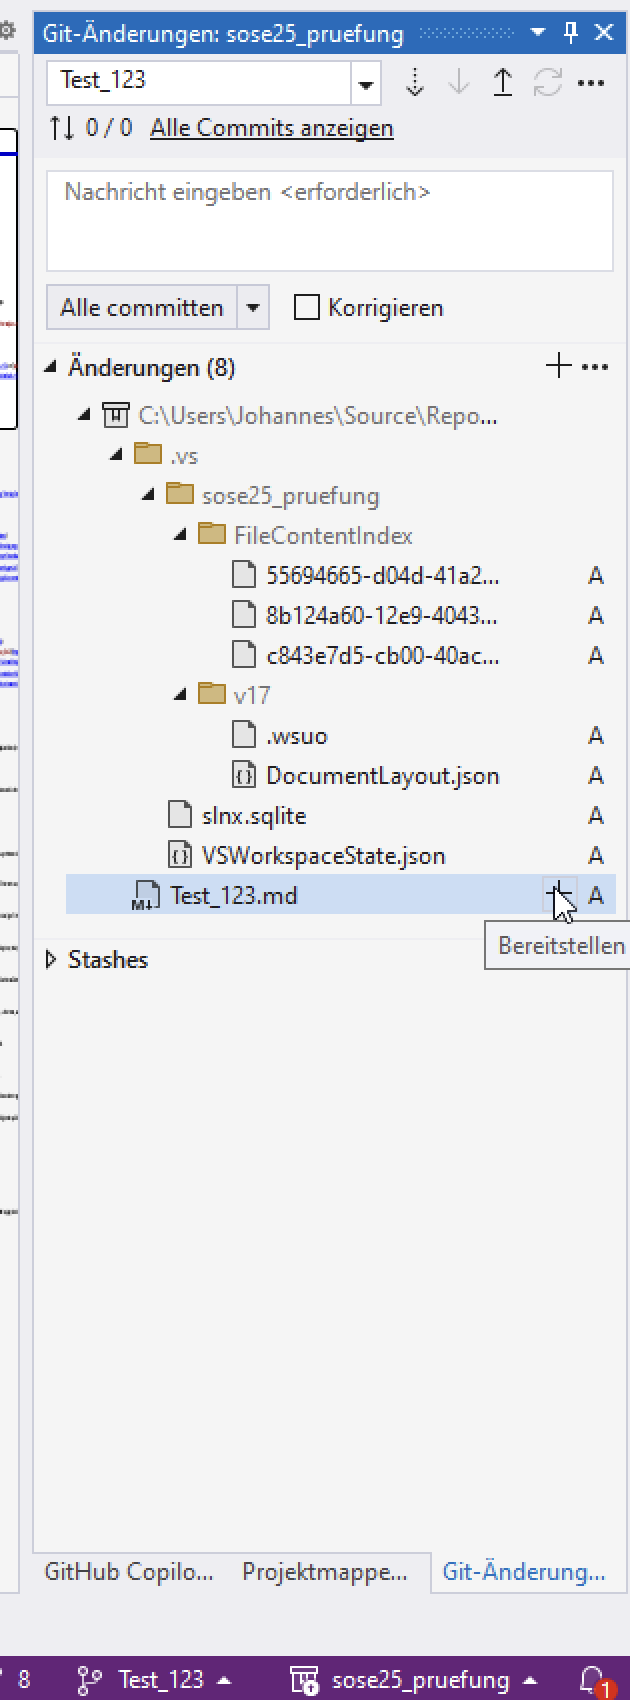 Git-Änderungen: sose25_pruefung
Test_123
0 / 0 Alle Commits anzeigen
Nachricht eingeben <erforderlich>
Alle committen Korrigieren
Änderungen (8)
C:\Users\Johannes\Source\Repo...
.vs
sose25_pruefung
FileContentIndex
55694665-d04d-41a2... A
8b124a60-12e9-4043... A
c843e7d5-cb00-40ac... A
v17
.wsuo A
DocumentLayout.json A
slnx.sqlite A
VSWorkspaceState.json A
M↓ Test_123.md A
Bereitstellen
Stashes
GitHub Copilo... Projektmappe... Git-Änderung...
8 Test_123 sose25_pruefung 1